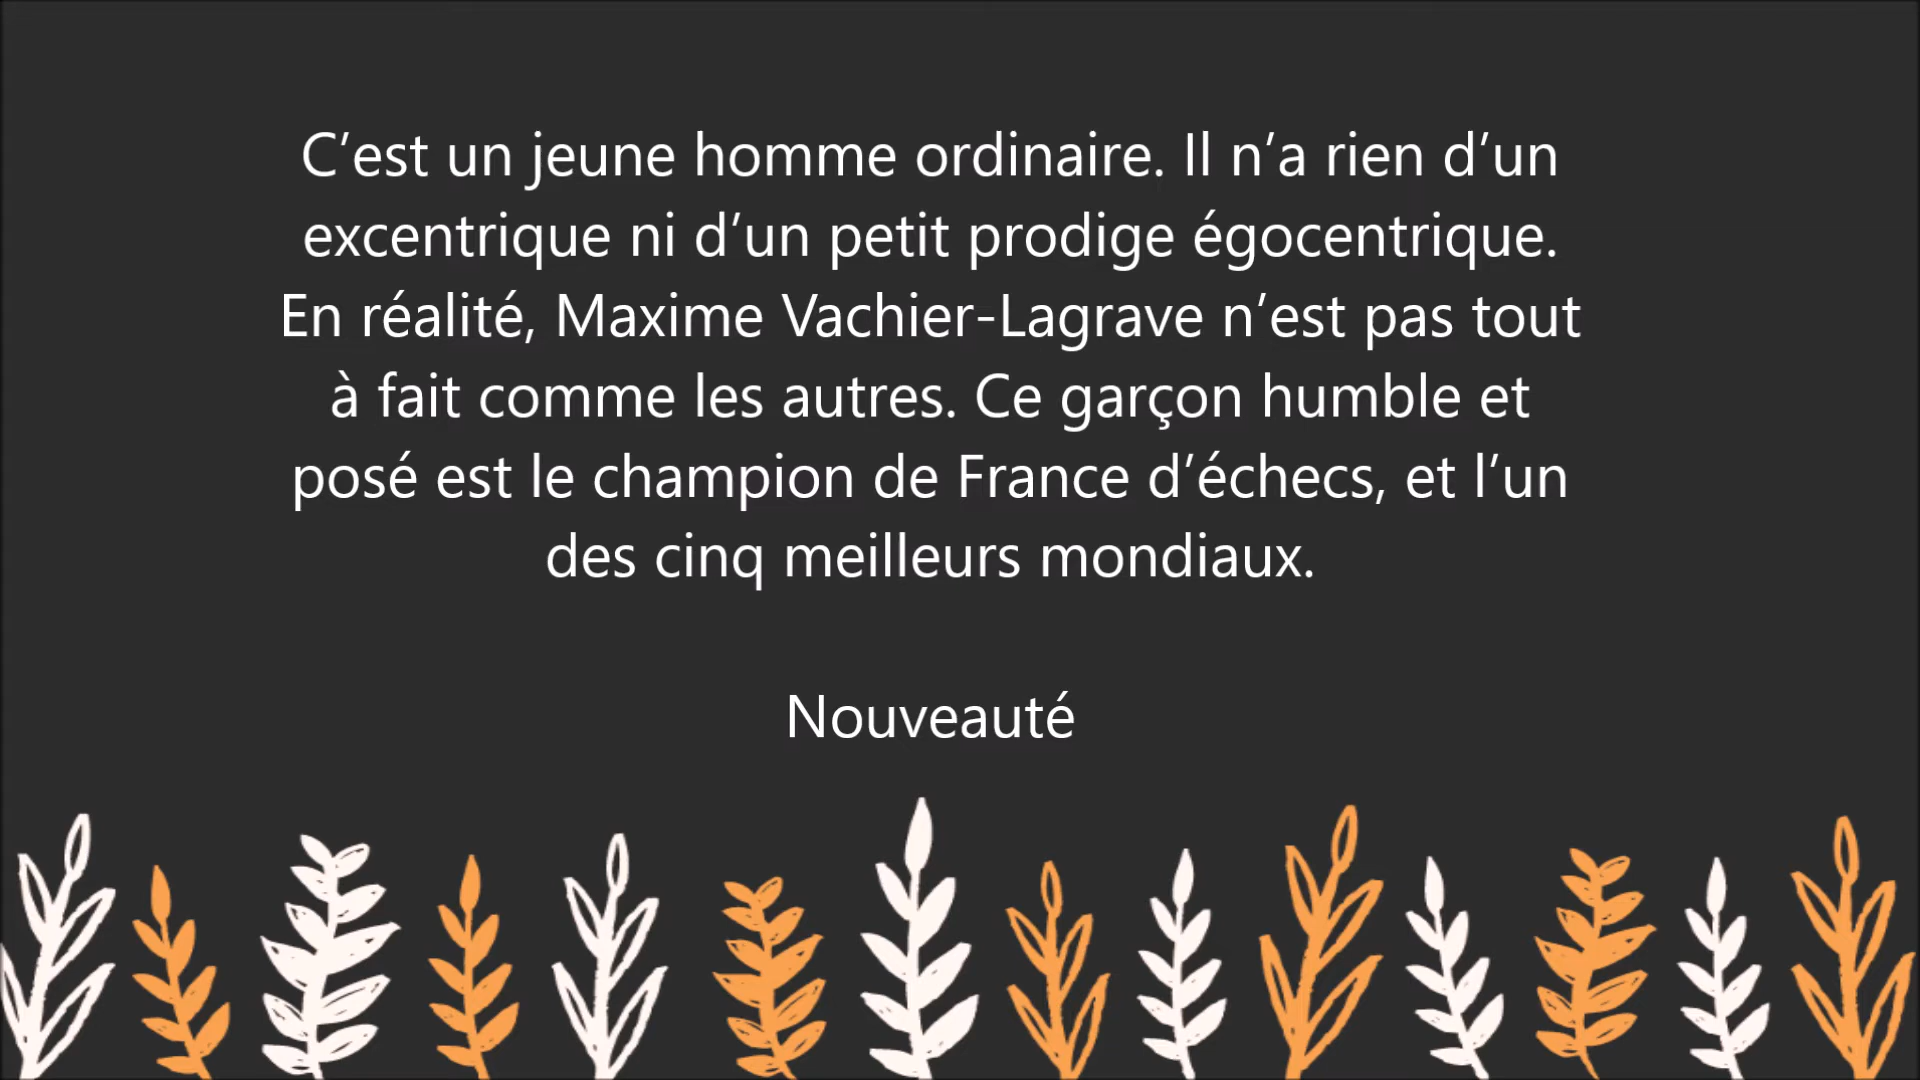 C’est un jeune homme ordinaire. Il n’a rien d’un
excentrique ni d’un petit prodige égocentrique.
En réalité, Maxime Vachier-Lagrave n’est pas tout
à fait comme les autres. Ce garçon humble et
posé est le champion de France d’échecs, et l’un
des cinq meilleurs mondiaux.
Nouveauté